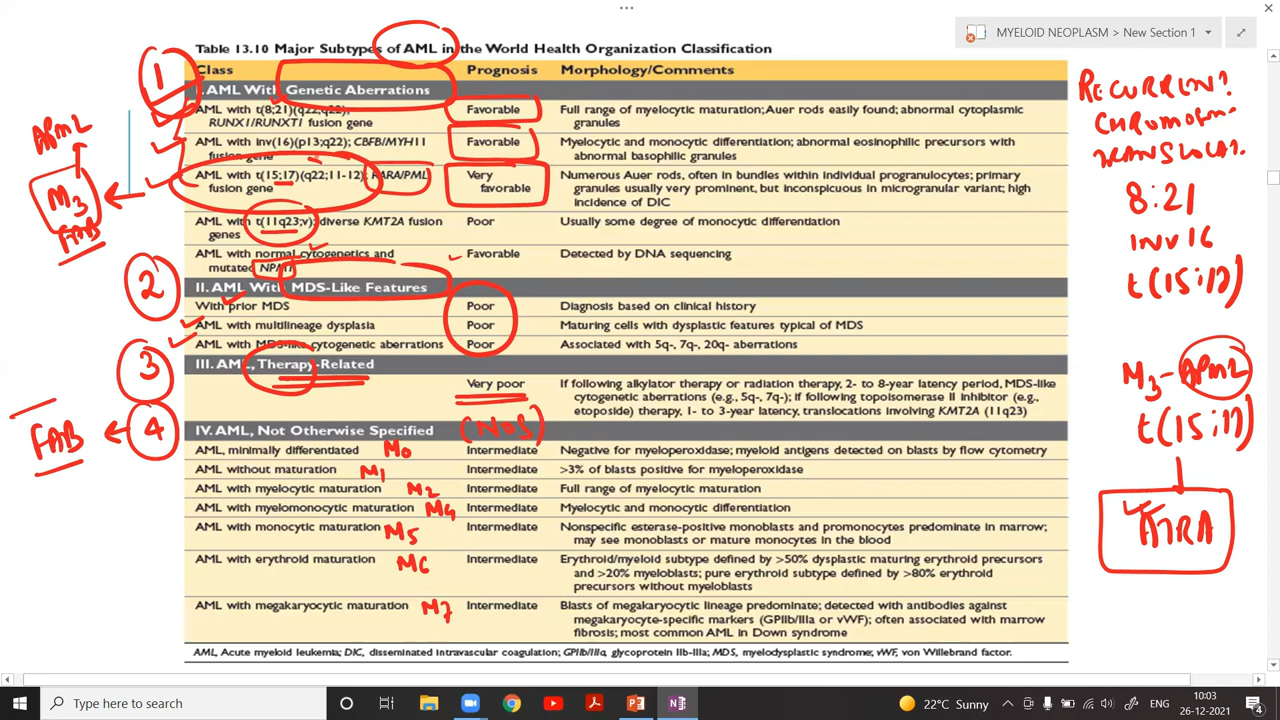 MYELOID NEOPLASM > New Section 1
Table 13.10 Major Subtypes of AML in the World Health Organization Classification
Class Prognosis Morphology/Comments
I. AML With Genetic Aberrations
AML with t(8;21)(q22;q22); Favorable Full range of myelocytic maturation; Auer rods easily found; abnormal cytoplasmic
RUNX1/RUNXT1 fusion gene granules
AML with inv(16)(p13;q22); CBFB/MYH11 Favorable Myelocytic and monocytic differentiation; abnormal eosinophilic precursors with
fusion gene abnormal basophilic granules
AML with t(15;17)(q22;11-12); RARA/PML Very Numerous Auer rods, often in bundles within individual progranulocytes; primary
fusion gene favorable granules usually very prominent, but inconspicuous in microgranular variant; high
incidence of DIC
AML with t(11q23;v); diverse KMT2A fusion Poor Usually some degree of monocytic differentiation
genes
AML with normal cytogenetics and Favorable Detected by DNA sequencing
mutated NPM1
II. AML With MDS-Like Features
With prior MDS Poor Diagnosis based on clinical history
AML with multilineage dysplasia Poor Maturing cells with dysplastic features typical of MDS
AML with MDS-like cytogenetic aberrations Poor Associated with 5q-, 7q-, 20q- aberrations
III. AML, Therapy-Related
Very poor If following alkylator therapy or radiation therapy, 2- to 8-year latency period, MDS-like
cytogenetic aberrations (e.g., 5q-, 7q-); if following topoisomerase II inhibitor (e.g.,
etoposide) therapy, 1- to 3-year latency, translocations involving KMT2A (11q23)
IV. AML, Not Otherwise Specified (NOS)
AML, minimally differentiated M0 Intermediate Negative for myeloperoxidase; myeloid antigens detected on blasts by flow cytometry
AML without maturation M1 Intermediate >3% of blasts positive for myeloperoxidase
AML with myelocytic maturation M2 Intermediate Full range of myelocytic maturation
AML with myelomonocytic maturation M4 Intermediate Myelocytic and monocytic differentiation
AML with monocytic maturation M5 Intermediate Nonspecific esterase-positive monoblasts and promonocytes predominate in marrow;
may see monoblasts or mature monocytes in the blood
AML with erythroid maturation M6 Intermediate Erythroid/myeloid subtype defined by >50% dysplastic maturing erythroid precursors
and >20% myeloblasts; pure erythroid subtype defined by >80% erythroid
precursors without myeloblasts
AML with megakaryocytic maturation M7 Intermediate Blasts of megakaryocytic lineage predominate; detected with antibodies against
megakaryocyte-specific markers (GPIIb/IIIa or vWF); often associated with marrow
fibrosis; most common AML in Down syndrome
AML, Acute myeloid leukemia; DIC, disseminated intravascular coagulation; GPIIb/IIIa, glycoprotein IIb-IIIa; MDS, myelodysplastic syndrome; vWF, von Willebrand factor.
1
APML
M3
FAB
2
3
4
FAB
TRANSLOCAT.
8:21
INV 16
t(15:17)
M3-APML
t(15:17)
ATRA
Type here to search
22°C Sunny
ENG
10:03
26-12-2021
4